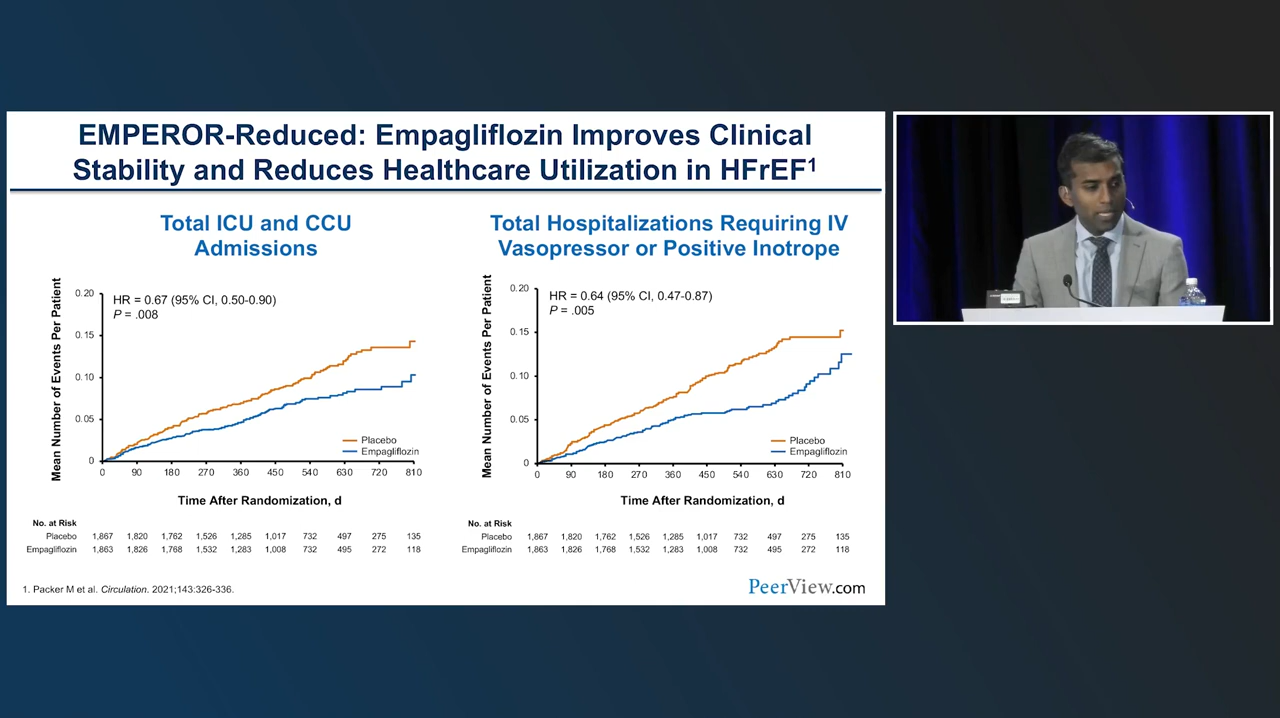 EMPEROR-Reduced: Empagliflozin Improves Clinical
Stability and Reduces Healthcare Utilization in HFrEF1
Total ICU and CCU
Admissions
Mean Number of Events Per Patient
HR = 0.67 (95% CI, 0.50-0.90)
P = .008
0.20
0.15
0.10
0.05
0
Placebo
Empagliflozin
0 90 180 270 360 450 540 630 720 810
Time After Randomization, d
No. at Risk
Placebo 1,867 1,820 1,762 1,526 1,285 1,017 732 497 275 135
Empagliflozin 1,863 1,826 1,768 1,532 1,283 1,008 732 495 272 118
Total Hospitalizations Requiring IV
Vasopressor or Positive Inotrope
Mean Number of Events Per Patient
HR = 0.64 (95% CI, 0.47-0.87)
P = .005
0.20
0.15
0.10
0.05
0
Placebo
Empagliflozin
0 90 180 270 360 450 540 630 720 810
Time After Randomization, d
No. at Risk
Placebo 1,867 1,820 1,762 1,526 1,285 1,017 732 497 275 135
Empagliflozin 1,863 1,826 1,768 1,532 1,283 1,008 732 495 272 118
1. Packer M et al. Circulation. 2021;143:326-336.
PeerView.com